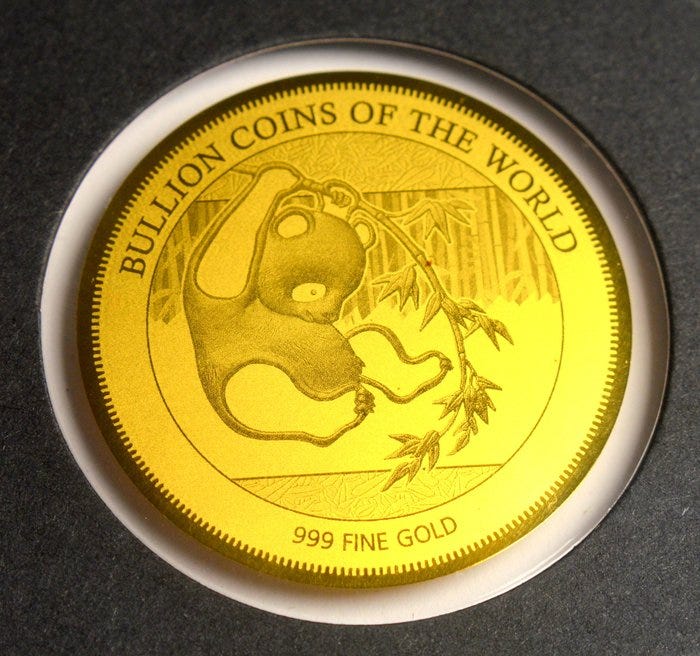 BULLION COINS OF THE WORLD
999 FINE GOLD